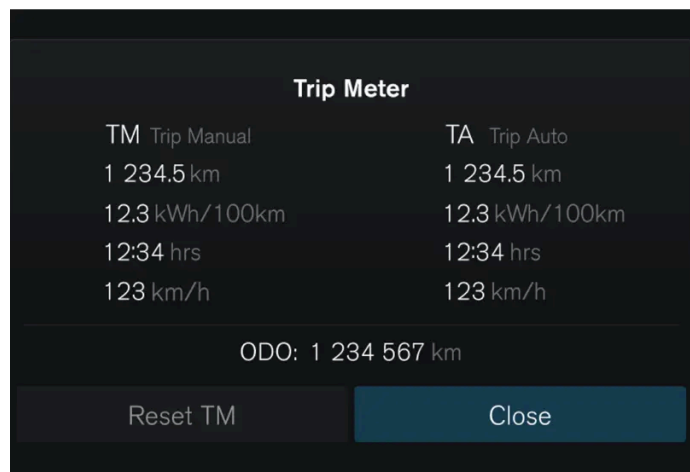 Trip Meter
TM Trip Manual
1 234.5 km
12.3 kWh/100km
12:34 hrs
123 km/h
TA Trip Auto
1 234.5 km
12.3 kWh/100km
12:34 hrs
123 km/h
ODO: 1 234 567 km
Reset TM
Close